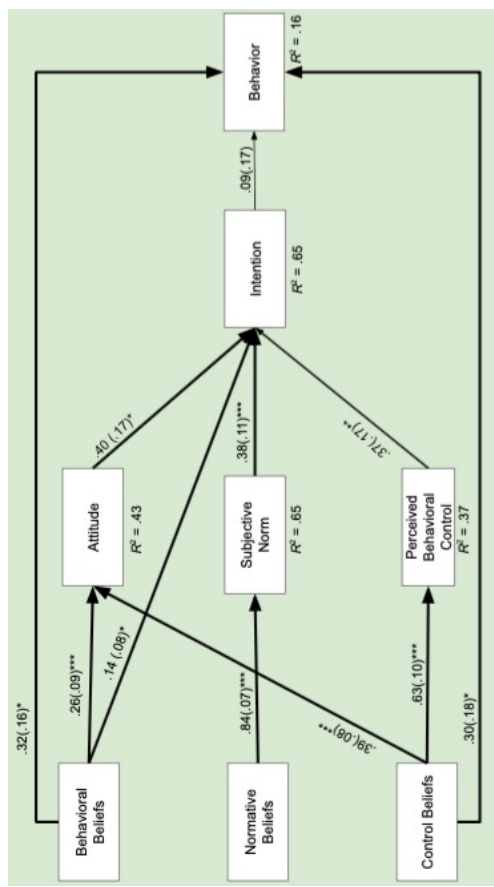 .32(.16)*
Behavioral
Beliefs
.26(.09)***
.14 (.08)*
Attitude
R² = .43
.40 (.17)*
Normative
Beliefs
.84(.07)***
Subjective
Norm
R² = .65
.38(.11)***
Intention
R² = .65
.09(.17)
Behavior
R² = .16
Control Beliefs
.39(.08)***
.63(.10)***
Perceived
Behavioral
Control
R² = .37
.37(.17)**
.30(.18)*